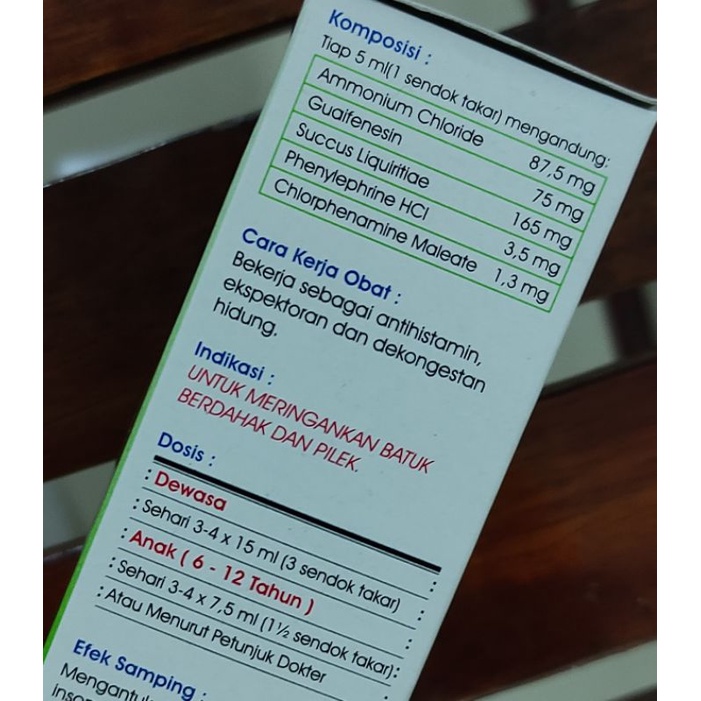 Komposisi :
Tiap 5 ml(1 sendok takar) mengandung:
Ammonium Chloride 87,5 mg
Guaifenesin 75 mg
Succus Liquiritiae 165 mg
Phenylephrine HCl 3,5 mg
Chlorphenamine Maleate 1,3 mg
Cara Kerja Obat :
Bekerja sebagai antihistamin,
ekspektoran dan dekongestan
hidung.
Indikasi :
UNTUK MERINGANKAN BATUK
BERDAHAK DAN PILEK.
Dosis :
: Dewasa :
: Sehari 3-4 x 15 ml (3 sendok takar) :
: Anak ( 6 - 12 Tahun ) :
: Sehari 3-4 x 7,5 ml (1½ sendok takar):
: Atau Menurut Petunjuk Dokter :
Efek Samping :